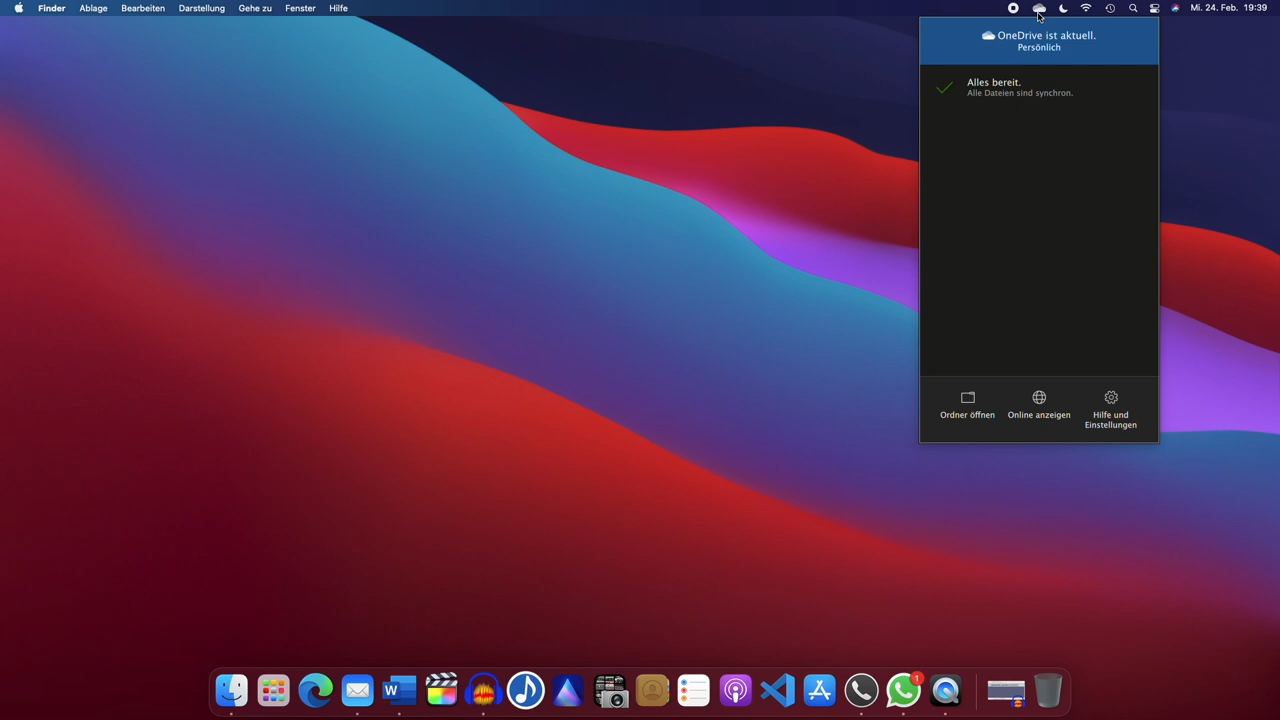 Finder Ablage Bearbeiten Darstellung Gehe zu Fenster Hilfe Mi. 24. Feb. 19:39
OneDrive ist aktuell.
Persönlich
Alles bereit.
Alle Dateien sind synchron.
Ordner öffnen Online anzeigen Hilfe und
Einstellungen
W
1